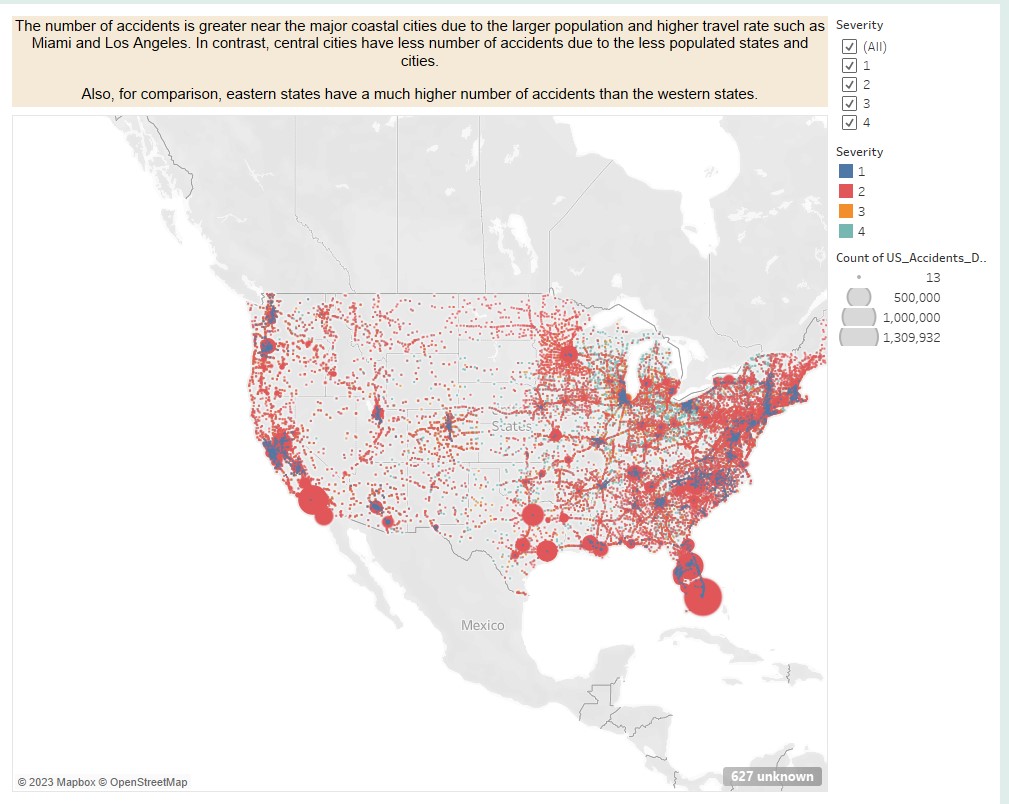 The number of accidents is greater near the major coastal cities due to the larger population and higher travel rate such as
Miami and Los Angeles. In contrast, central cities have less number of accidents due to the less populated states and
cities.
Also, for comparison, eastern states have a much higher number of accidents than the western states.
Severity
(All)
1
2
3
4
Severity
1
2
3
4
Count of US_Accidents_D..
13
500,000
1,000,000
1,309,932
States
Mexico
© 2023 Mapbox © OpenStreetMap
627 unknown